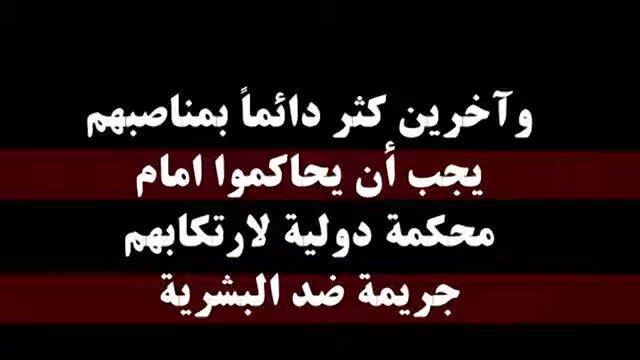 وآخرين كثر دائماً بمناصبهم
يجب أن يحاكموا امام
محكمة دولية لارتكابهم
جريمة ضد البشرية